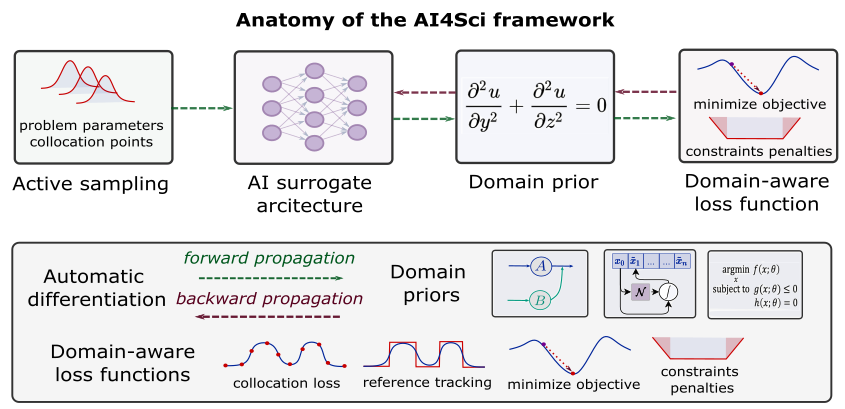 Anatomy of the AI4Sci framework
problem parameters
collocation points
Active sampling
AI surrogate
arcitecture
∂²u/∂y² + ∂²u/∂z² = 0
Domain prior
minimize objective
constraints penalties
Domain-aware
loss function
Automatic
differentiation
forward propagation
backward propagation
Domain
priors
A
B
x₀ x̃₁ ... ... x̃ₙ
𝒩 ∫
argmin f(x; θ)
x
subject to g(x; θ) ≤ 0
h(x; θ) = 0
Domain-aware
loss functions
collocation loss
reference tracking
minimize objective
constraints
penalties